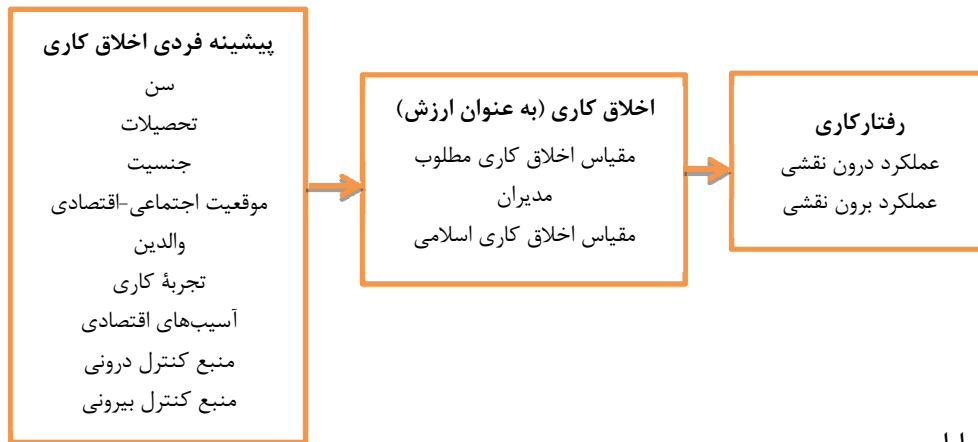 پیشینه فردی اخلاق کاری
سن
تحصیلات
جنسیت
موقعیت اجتماعی-اقتصادی
والدین
تجربۀ کاری
آسیب‌های اقتصادی
منبع کنترل درونی
منبع کنترل بیرونی
اخلاق کاری (به عنوان ارزش)
مقیاس اخلاق کاری مطلوب
مدیران
مقیاس اخلاق کاری اسلامی
رفتارکاری
عملکرد درون نقشی
عملکرد برون نقشی